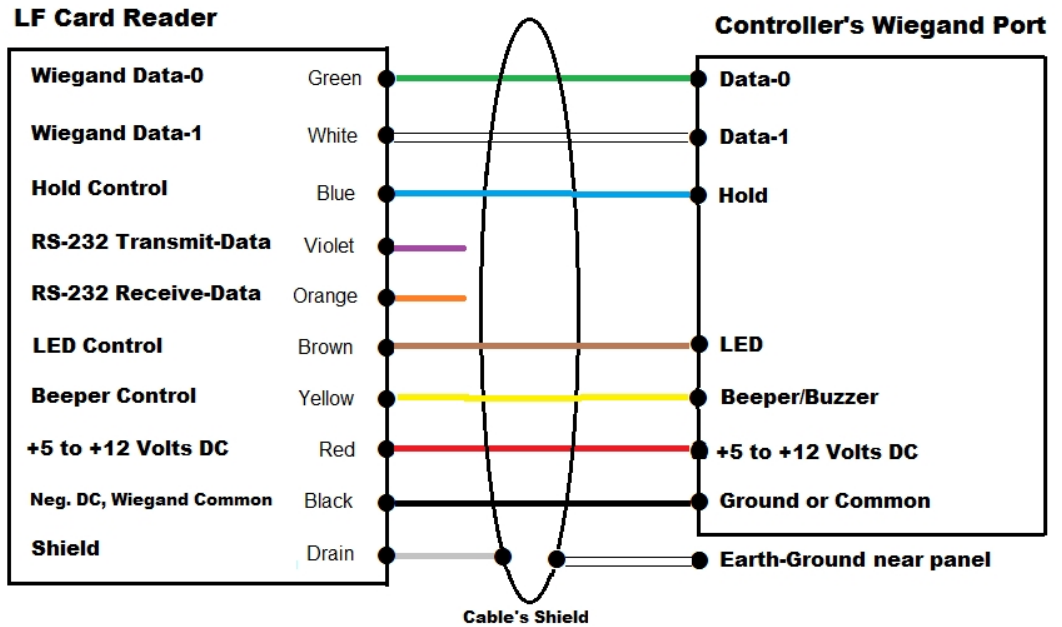 LF Card Reader
Controller's Wiegand Port
Wiegand Data-0 Green Data-0
Wiegand Data-1 White Data-1
Hold Control Blue Hold
RS-232 Transmit-Data Violet
RS-232 Receive-Data Orange
LED Control Brown LED
Beeper Control Yellow Beeper/Buzzer
+5 to +12 Volts DC Red +5 to +12 Volts DC
Neg. DC, Wiegand Common Black Ground or Common
Shield Drain Earth-Ground near panel
Cable's Shield